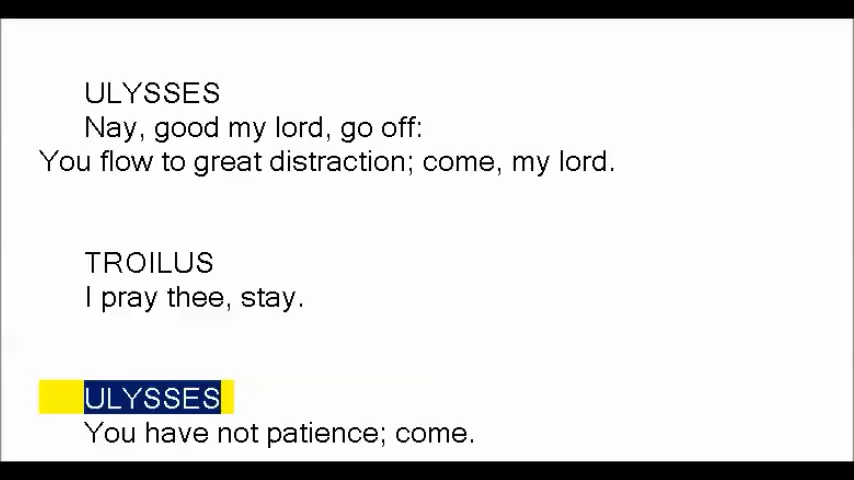 ULYSSES
Nay, good my lord, go off:
You flow to great distraction; come, my lord.
TROILUS
I pray thee, stay.
ULYSSES
You have not patience; come.